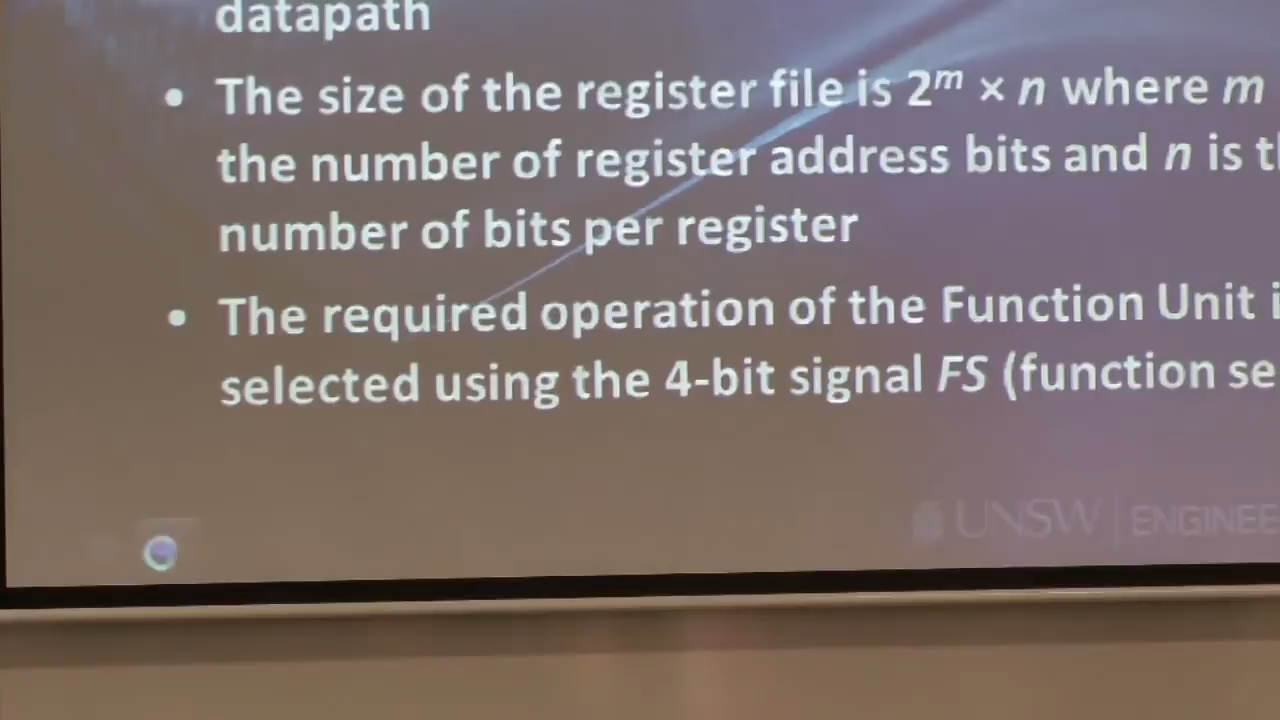 datapath
• The size of the register file is 2ᵐ × n where m
the number of register address bits and n is
number of bits per register
• The required operation of the Function Unit
selected using the 4-bit signal FS (function
UNSW | ENGINEE